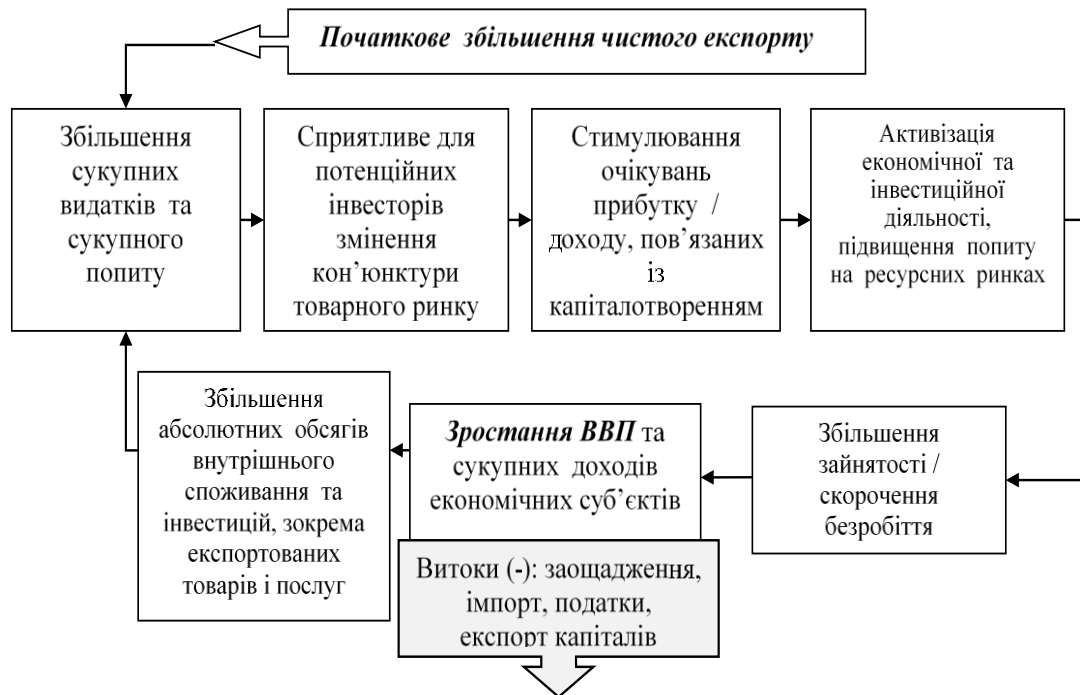 Початкове збільшення чистого експорту
Збільшення
сукупних
видатків та
сукупного
попиту
Сприятливе для
потенційних
інвесторів
змінення
кон’юнктури
товарного ринку
Стимулювання
очікувань
прибутку /
доходу, пов’язаних
із
капіталотворенням
Активізація
економічної та
інвестиційної
діяльності,
підвищення попиту
на ресурсних ринках
Збільшення
абсолютних обсягів
внутрішнього
споживання та
інвестицій, зокрема
експортованих
товарів і послуг
Зростання ВВП та
сукупних доходів
економічних суб’єктів
Збільшення
зайнятості /
скорочення
безробіття
Витоки (-): заощадження,
імпорт, податки,
експорт капіталів